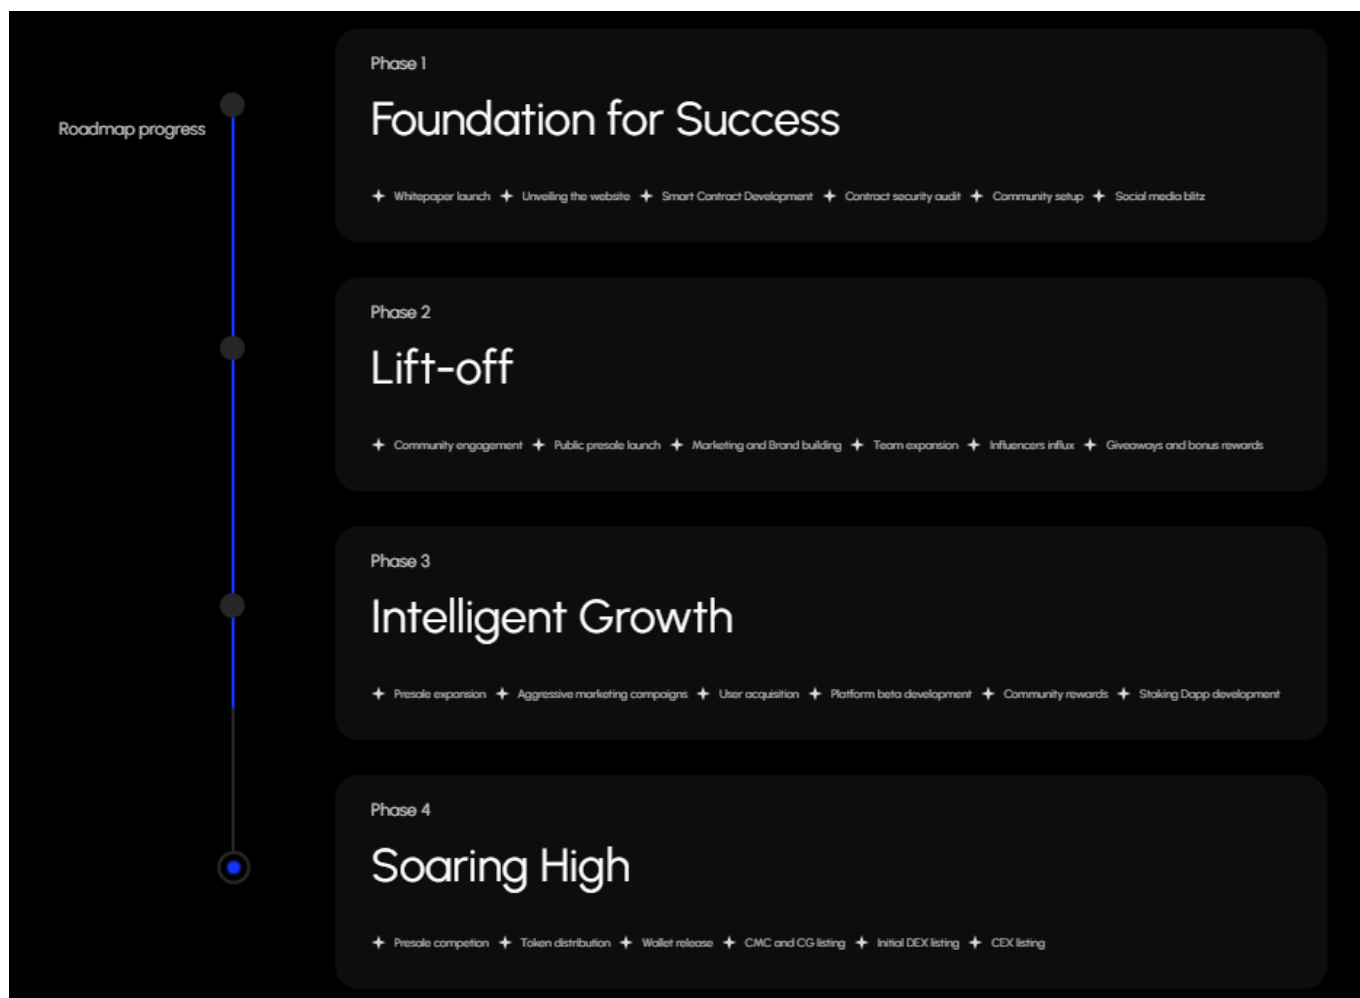 Roadmap progress
Phase 1
Foundation for Success
Whitepaper launch Unveiling the website Smart Contract Development Contract security audit Community setup Social media blitz
Phase 2
Lift-off
Community engagement Public presale launch Marketing and Brand building Team expansion Influencers influx Giveaways and bonus rewards
Phase 3
Intelligent Growth
Presale expansion Aggressive marketing campaigns User acquisition Platform beta development Community rewards Staking Dapp development
Phase 4
Soaring High
Presale competion Token distribution Wallet release CMC and CG listing Initial DEX listing CEX listing